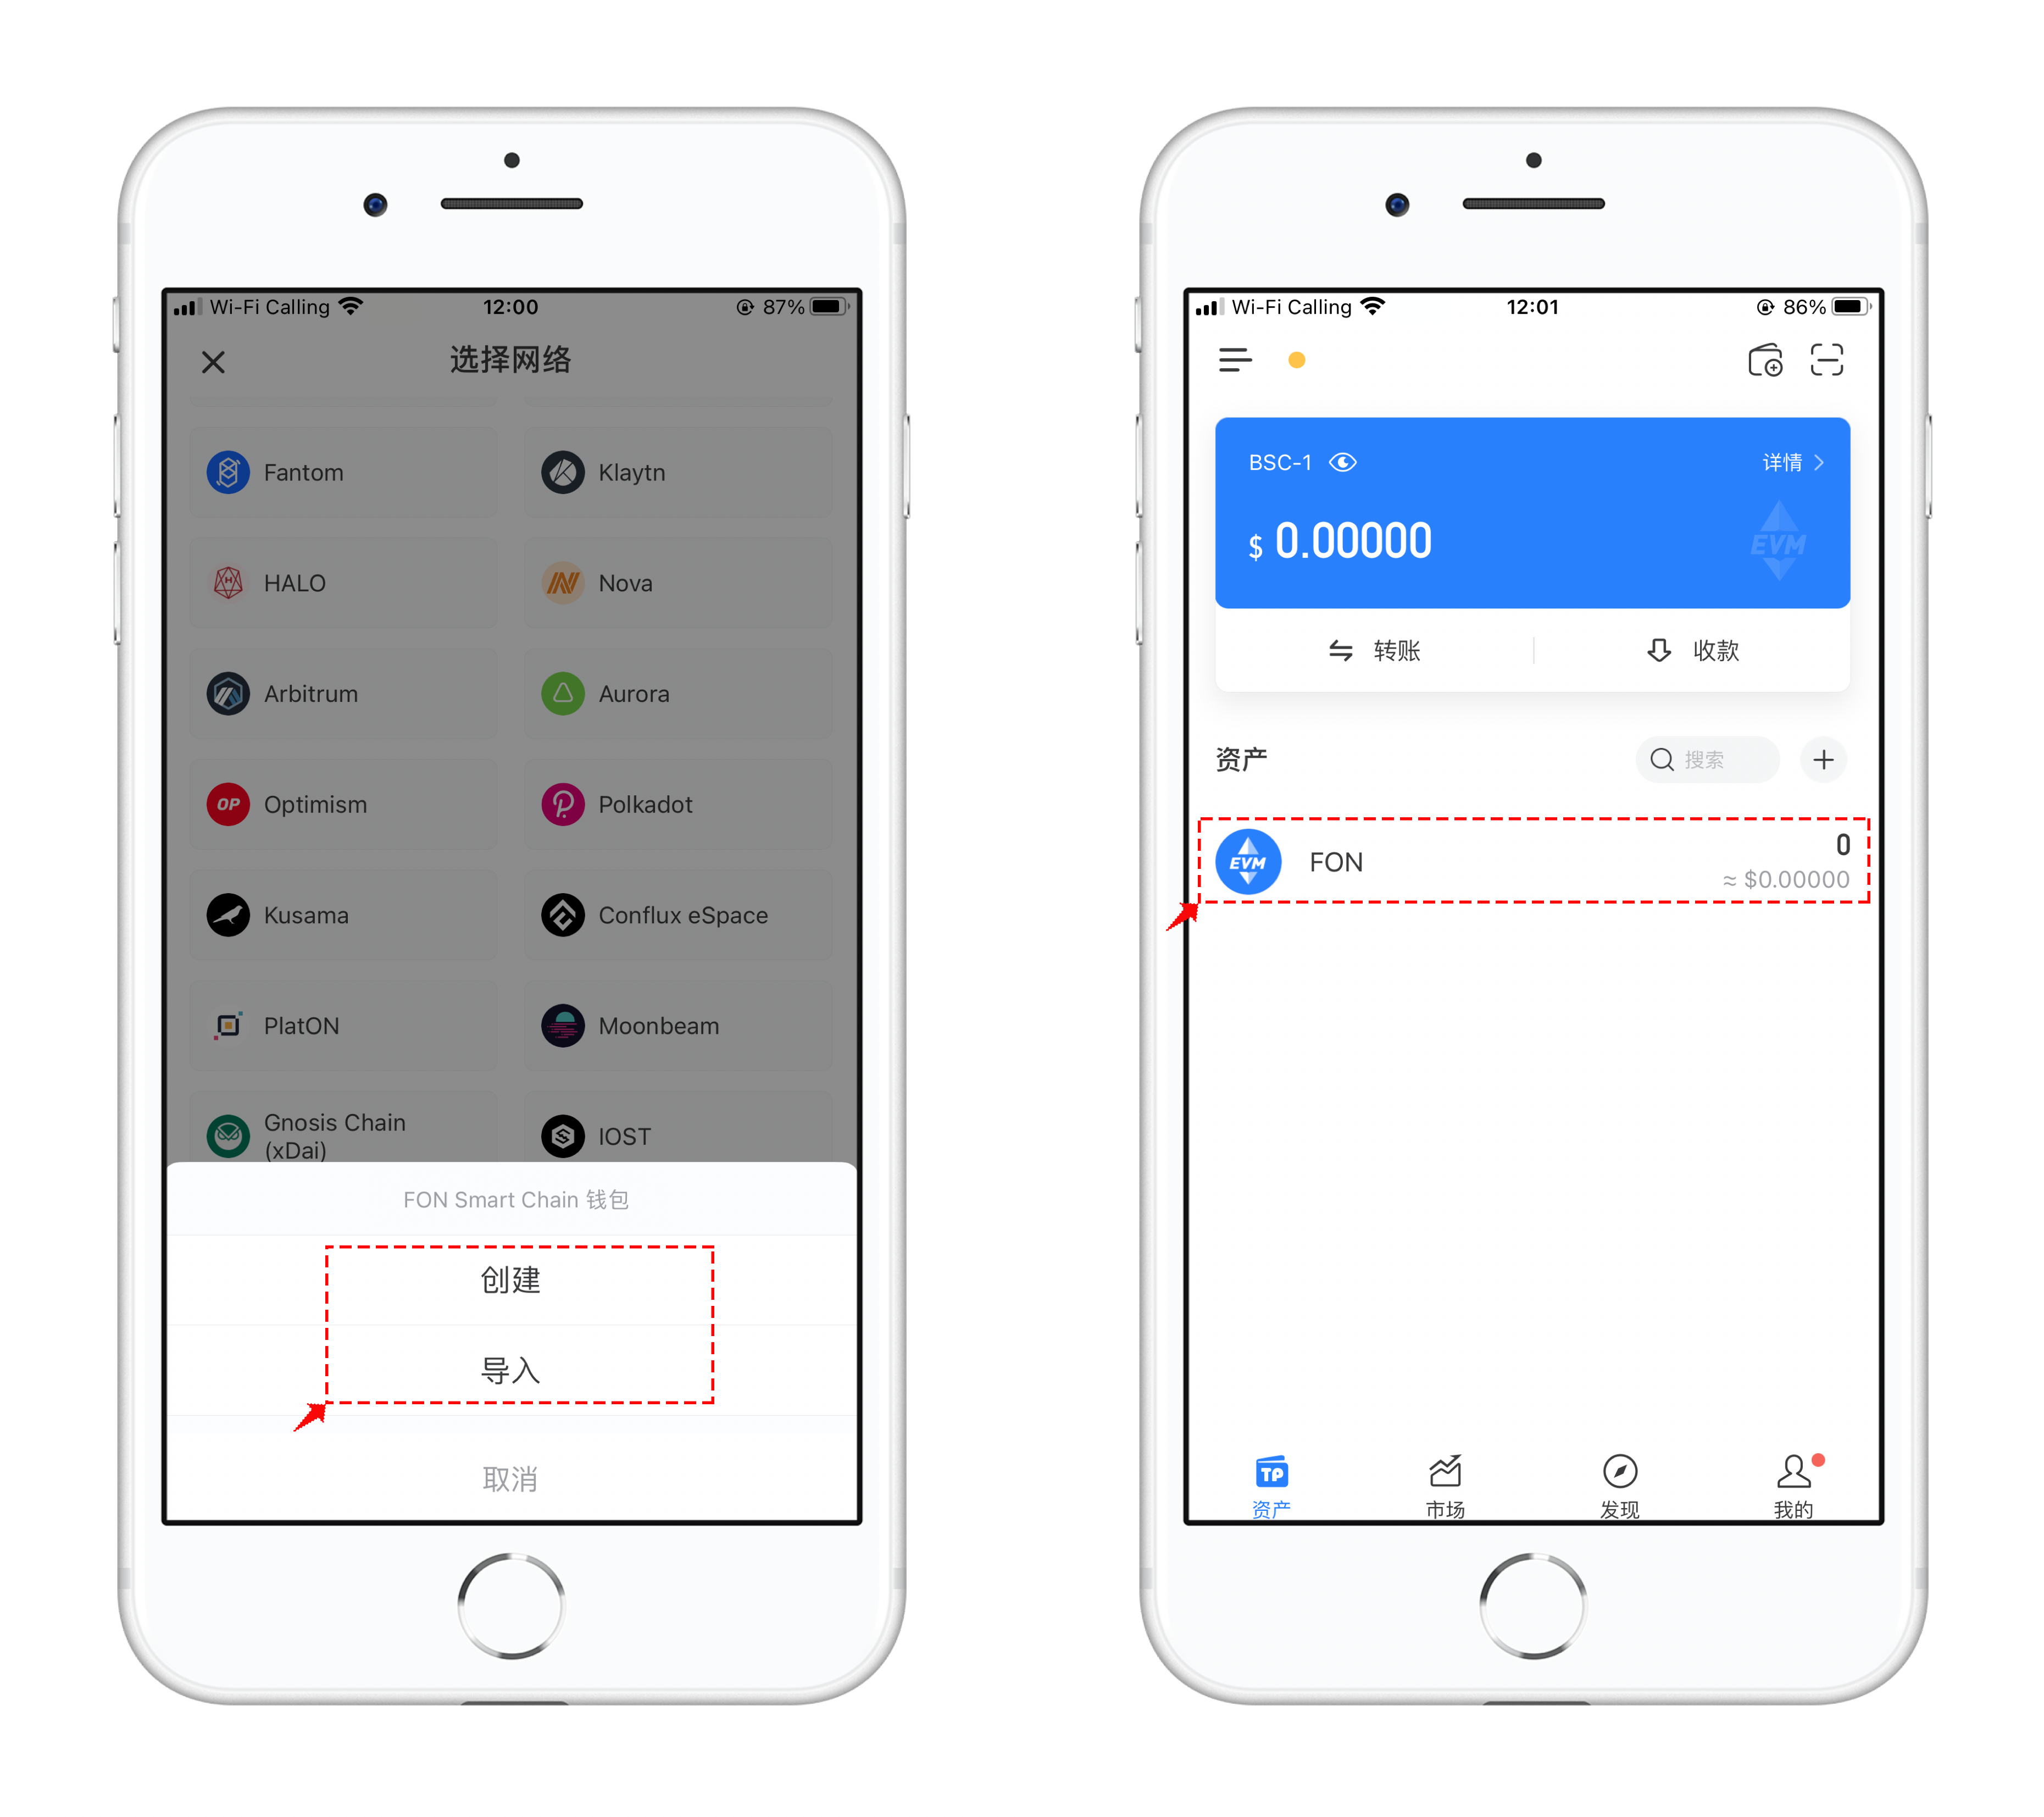 Wi-Fi Calling 12:00 87%
选择网络
Fantom Klaytn
HALO Nova
Arbitrum Aurora
OP Optimism Polkadot
Kusama Conflux eSpace
PlatON Moonbeam
Gnosis Chain
(xDai) IOST
FON Smart Chain 钱包
创建
导入
取消
Wi-Fi Calling 12:01 86%
BSC-1 详情
$ 0.00000
EVM
转账 收款
资产 搜索
EVM FON 0
≈ $0.00000
TP
资产 市场 发现 我的